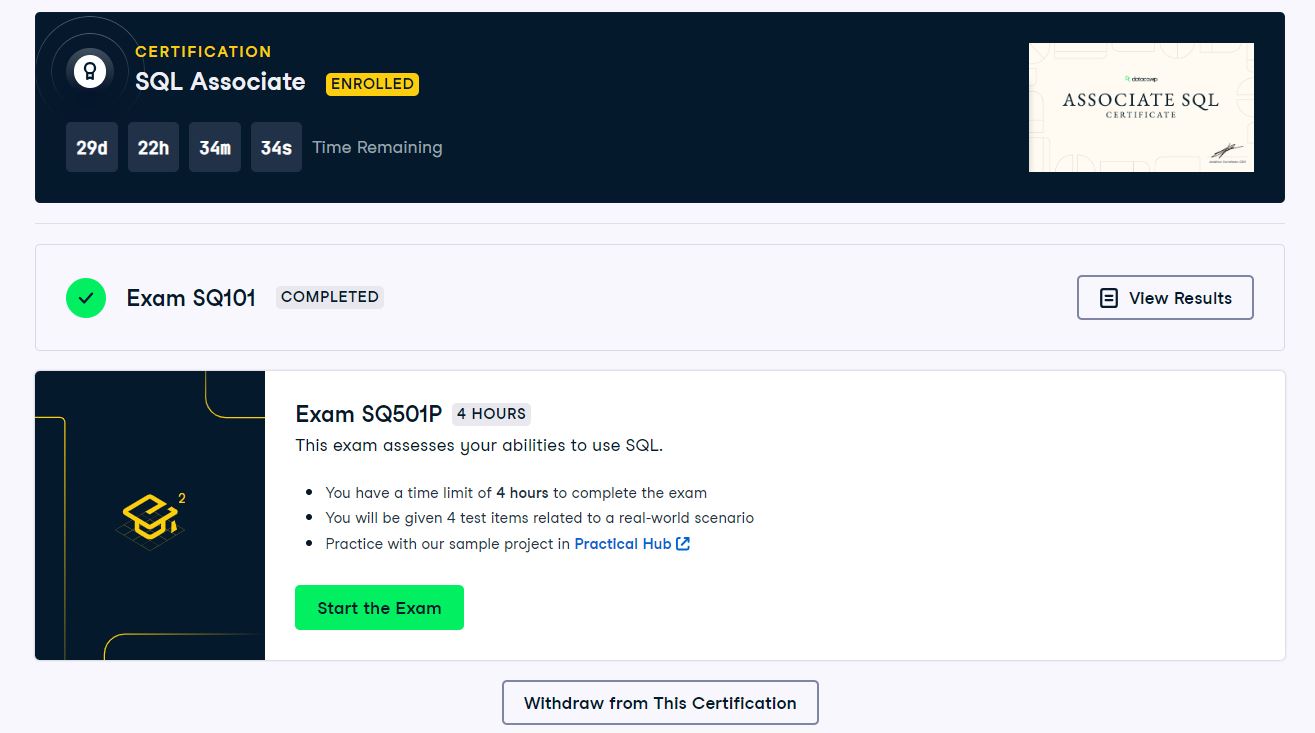 CERTIFICATION
SQL Associate ENROLLED
29d 22h 34m 34s Time Remaining
datacamp
ASSOCIATE SQL
CERTIFICATE
Exam SQ101 COMPLETED
View Results
2
Exam SQ501P 4 HOURS
This exam assesses your abilities to use SQL.
• You have a time limit of 4 hours to complete the exam
• You will be given 4 test items related to a real-world scenario
• Practice with our sample project in Practical Hub
Start the Exam
Withdraw from This Certification